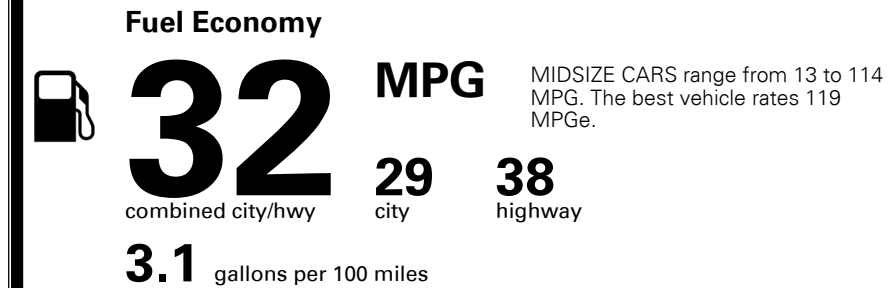 Fuel Economy
32 MPG
MIDSIZE CARS range from 13 to 114
MPG. The best vehicle rates 119
MPGe.
29 38
combined city/hwy city highway
3.1 gallons per 100 miles